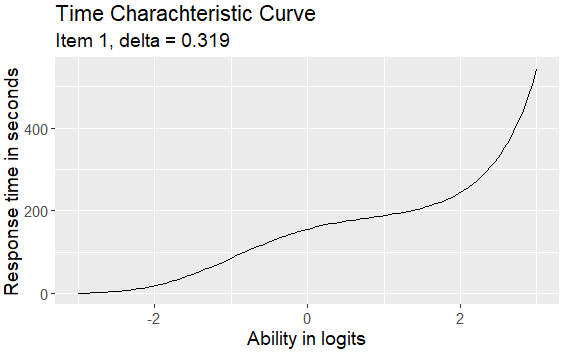 Time Charachteristic Curve
Item 1, delta = 0.319
Response time in seconds
400
200
0
-2
0
2
Ability in logits